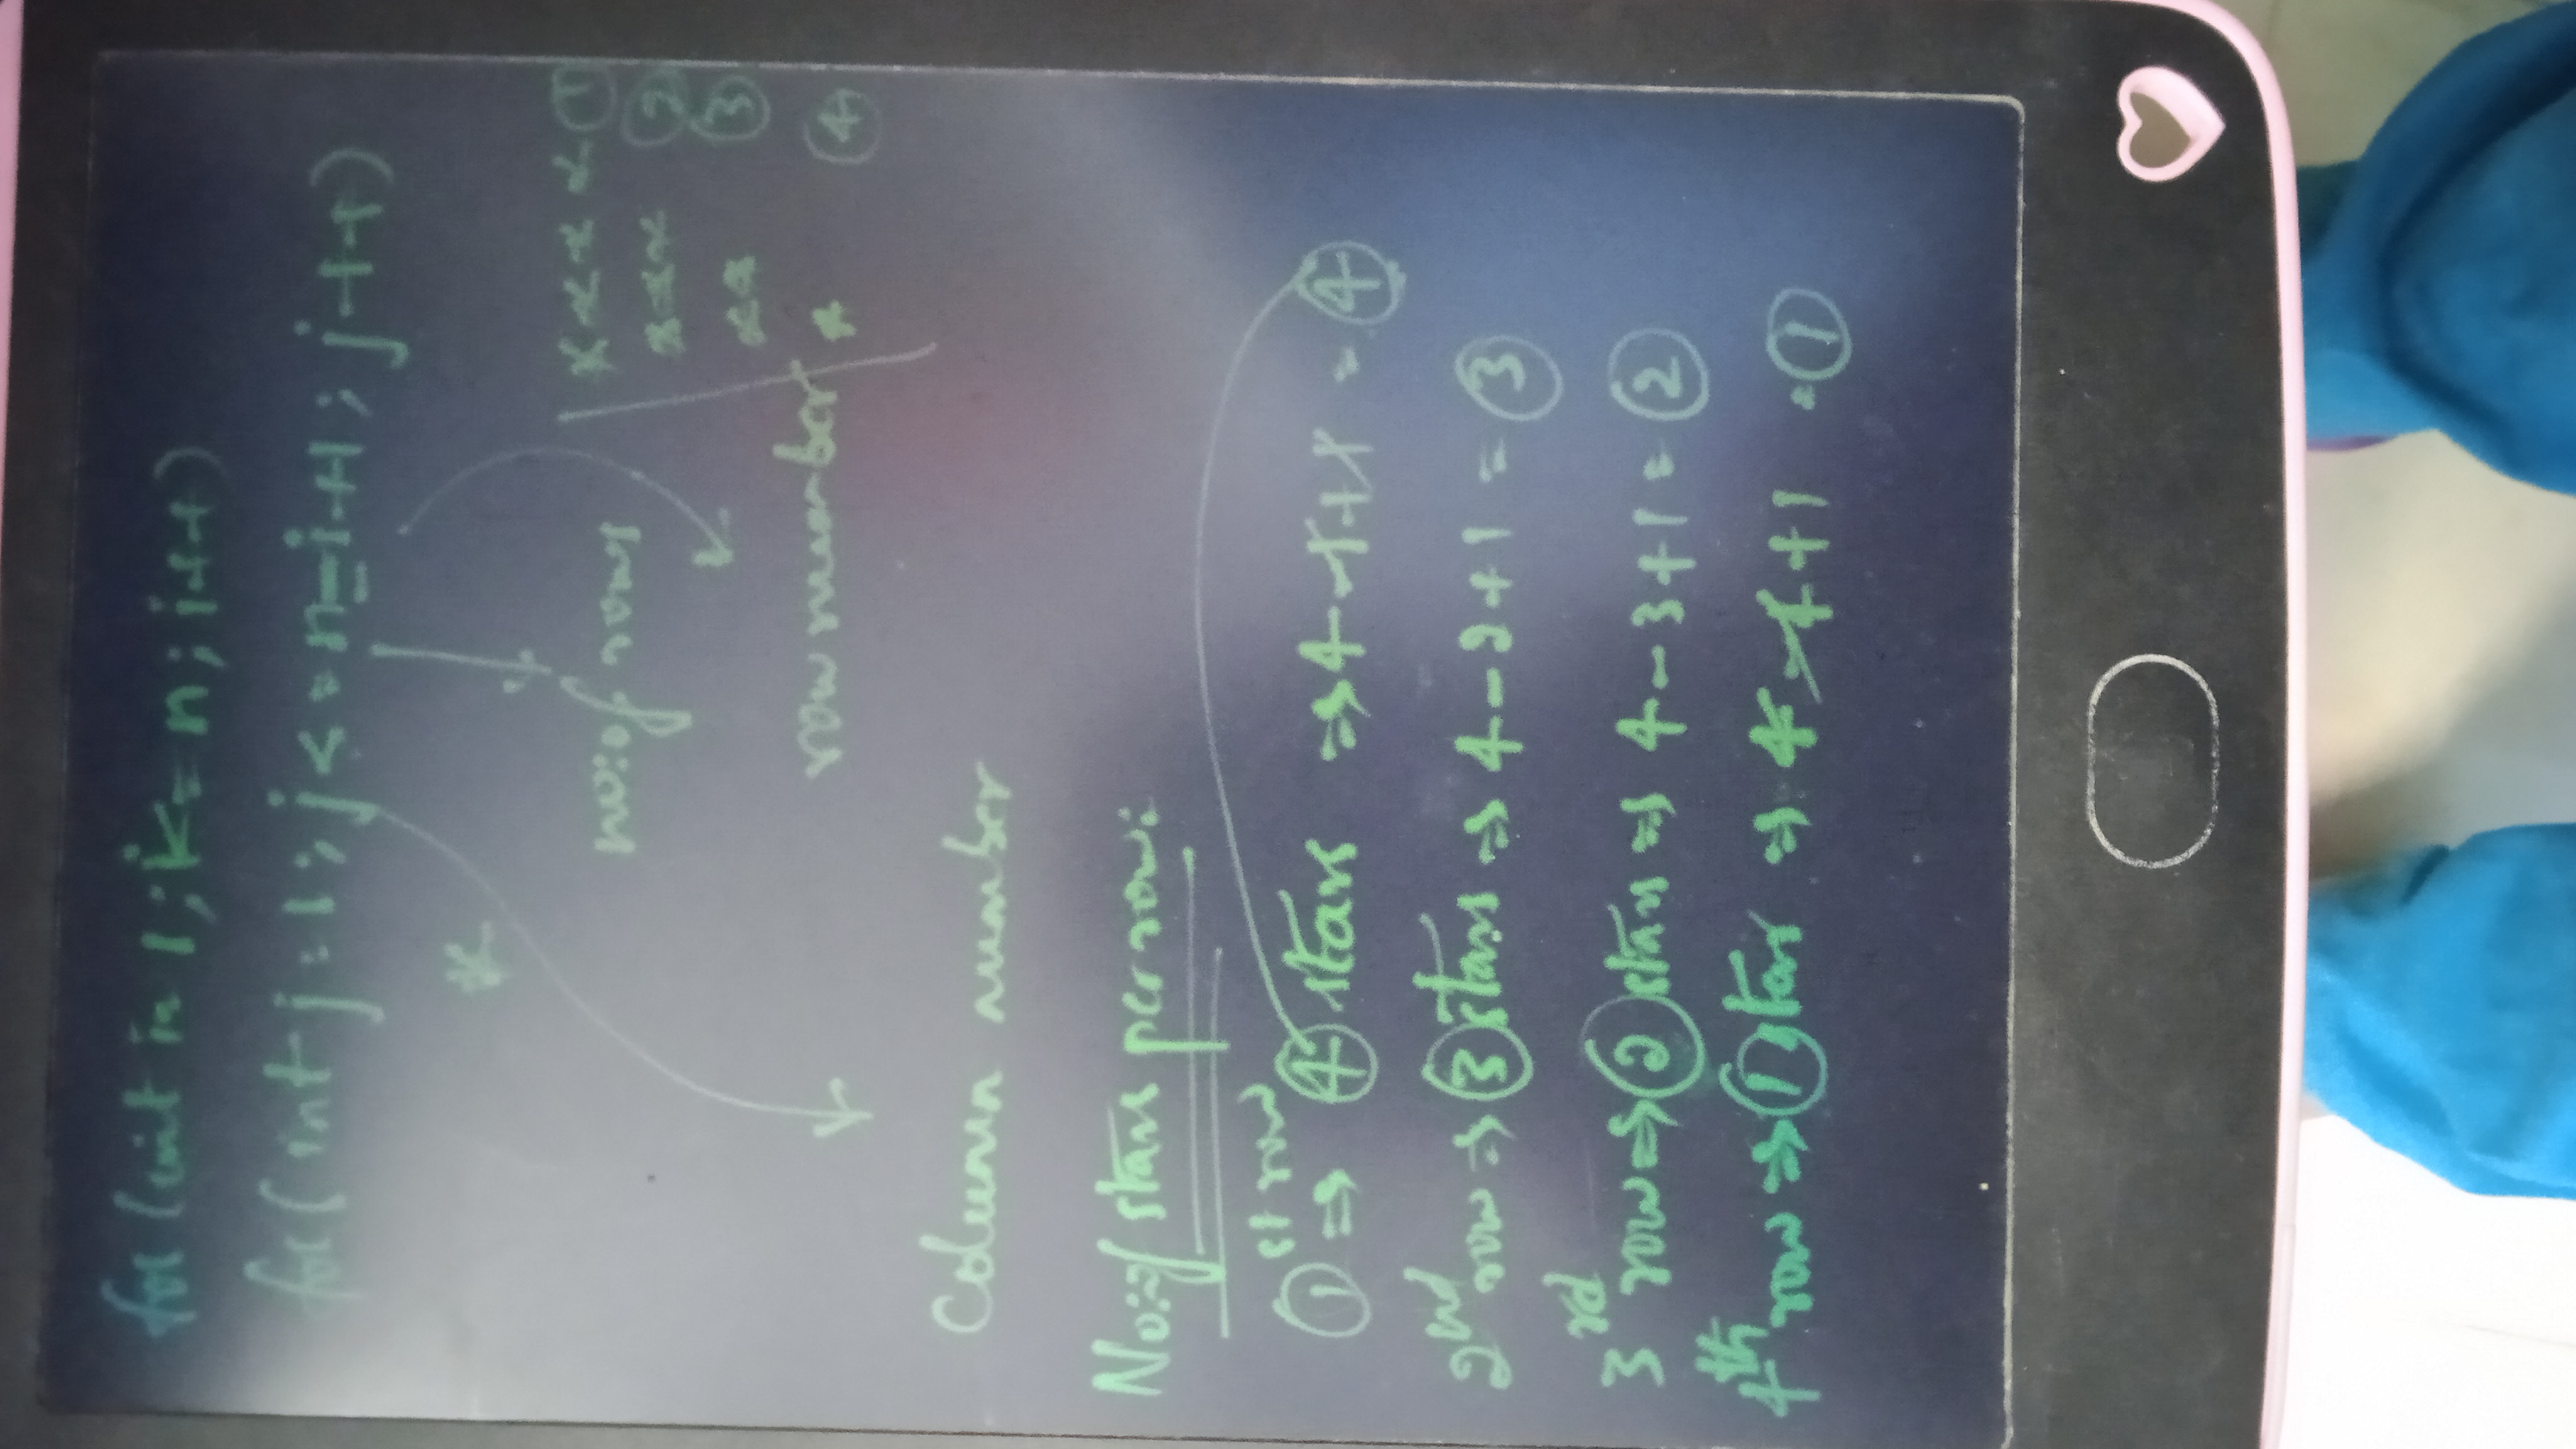 for (int i = 1 ; i <= n ; i++)
for ( int j = 1 ; j <= n-i+1 ; j++)
* * * * ①
* * * ②
no: of rows
* * ③
row number
* ④
Column number
No: of stars per row:
① st row ⇒ ④ stars ⇒ 4-1+1 = ④
2nd row ⇒ ③ stars ⇒ 4-2+1 = ③
3rd row ⇒ ② stars ⇒ 4-3+1 = ②
4th row ⇒ ① star ⇒ 4-4+1 = ①